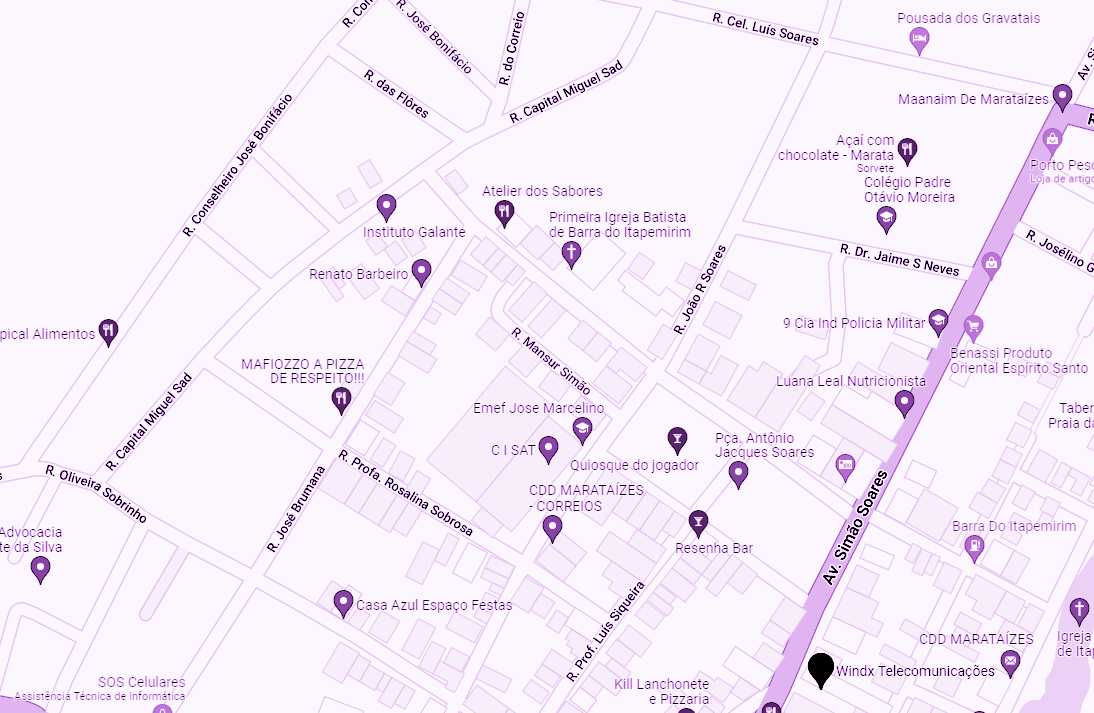 R. Con
R. José Bonifácio
R. do Correio
R. Cel. Luís Soares
Pousada dos Gravatais
Av. S
R. das Flôres
R. Capital Miguel Sad
Maanaim De Marataízes
R
R. Conselheiro José Bonifácio
Açaí com
chocolate - Marata
Sorvete
Porto Pesc
Loja de artigo
Colégio Padre
Otávio Moreira
Atelier dos Sabores
Instituto Galante
Primeira Igreja Batista
de Barra do Itapemirim
R. Dr. Jaime S Neves
R. Josélino G
Renato Barbeiro
R. João R Soares
pical Alimentos
9 Cia Ind Policia Militar
R. Mansur Simão
Benassi Produto
Oriental Espírito Santo
MAFIOZZO A PIZZA
DE RESPEITO!!!
Luana Leal Nutricionista
R. Capital Miguel Sad
Emef Jose Marcelino
Taber
Praia da
C I SAT
Quiosque do jogador
Pça. Antônio
Jacques Soares
R. Oliveira Sobrinho
R. Profa. Rosalina Sobrosa
CDD MARATAÍZES
- CORREIOS
R. José Brumana
Advocacia
te da Silva
Resenha Bar
Av. Simão Soares
Barra Do Itapemirim
Casa Azul Espaço Festas
R. Prof. Luís Siqueira
CDD MARATAÍZES
Igreja
de Ita
Windx Telecomunicações
SOS Celulares
Assistência Técnica de Informática
Kill Lanchonete
e Pizzaria